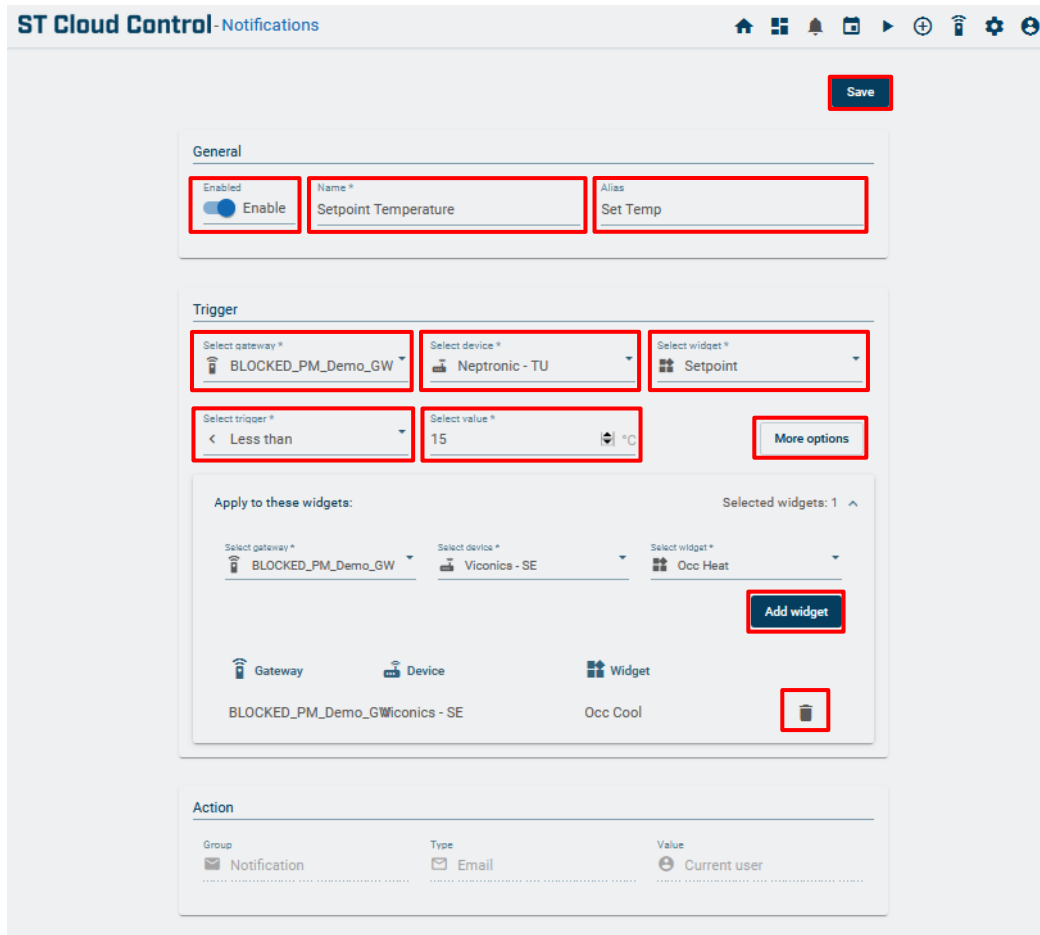 ST Cloud Control - Notifications
Save
General
Enabled
Enable
Name *
Setpoint Temperature
Alias
Set Temp
Trigger
Select gateway *
BLOCKED_PM_Demo_GW
Select device *
Neptronic - TU
Select widget *
Setpoint
Select trigger *
< Less than
Select value *
15 °C
More options
Apply to these widgets:
Selected widgets: 1
Select gateway *
BLOCKED_PM_Demo_GW
Select device *
Viconics - SE
Select widget *
Occ Heat
Add widget
Gateway Device Widget
BLOCKED_PM_Demo_GW Viconics - SE Occ Cool
Action
Group
Notification
Type
Email
Value
Current user